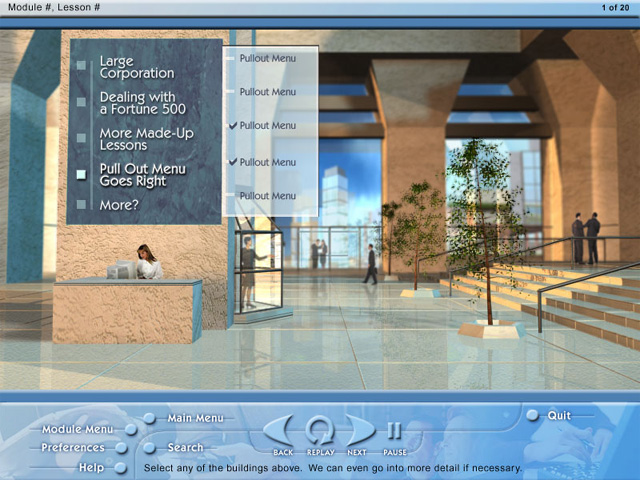 Module #, Lesson #
1 of 20
Large
Corporation
Dealing with
a Fortune 500
More Made-Up
Lessons
Pull Out Menu
Goes Right
More?
Pullout Menu
Pullout Menu
Pullout Menu
Pullout Menu
Pullout Menu
Module Menu
Preferences
Help
Main Menu
Search
BACK
REPLAY
NEXT
PAUSE
Quit
Select any of the buildings above. We can even go into more detail if necessary.